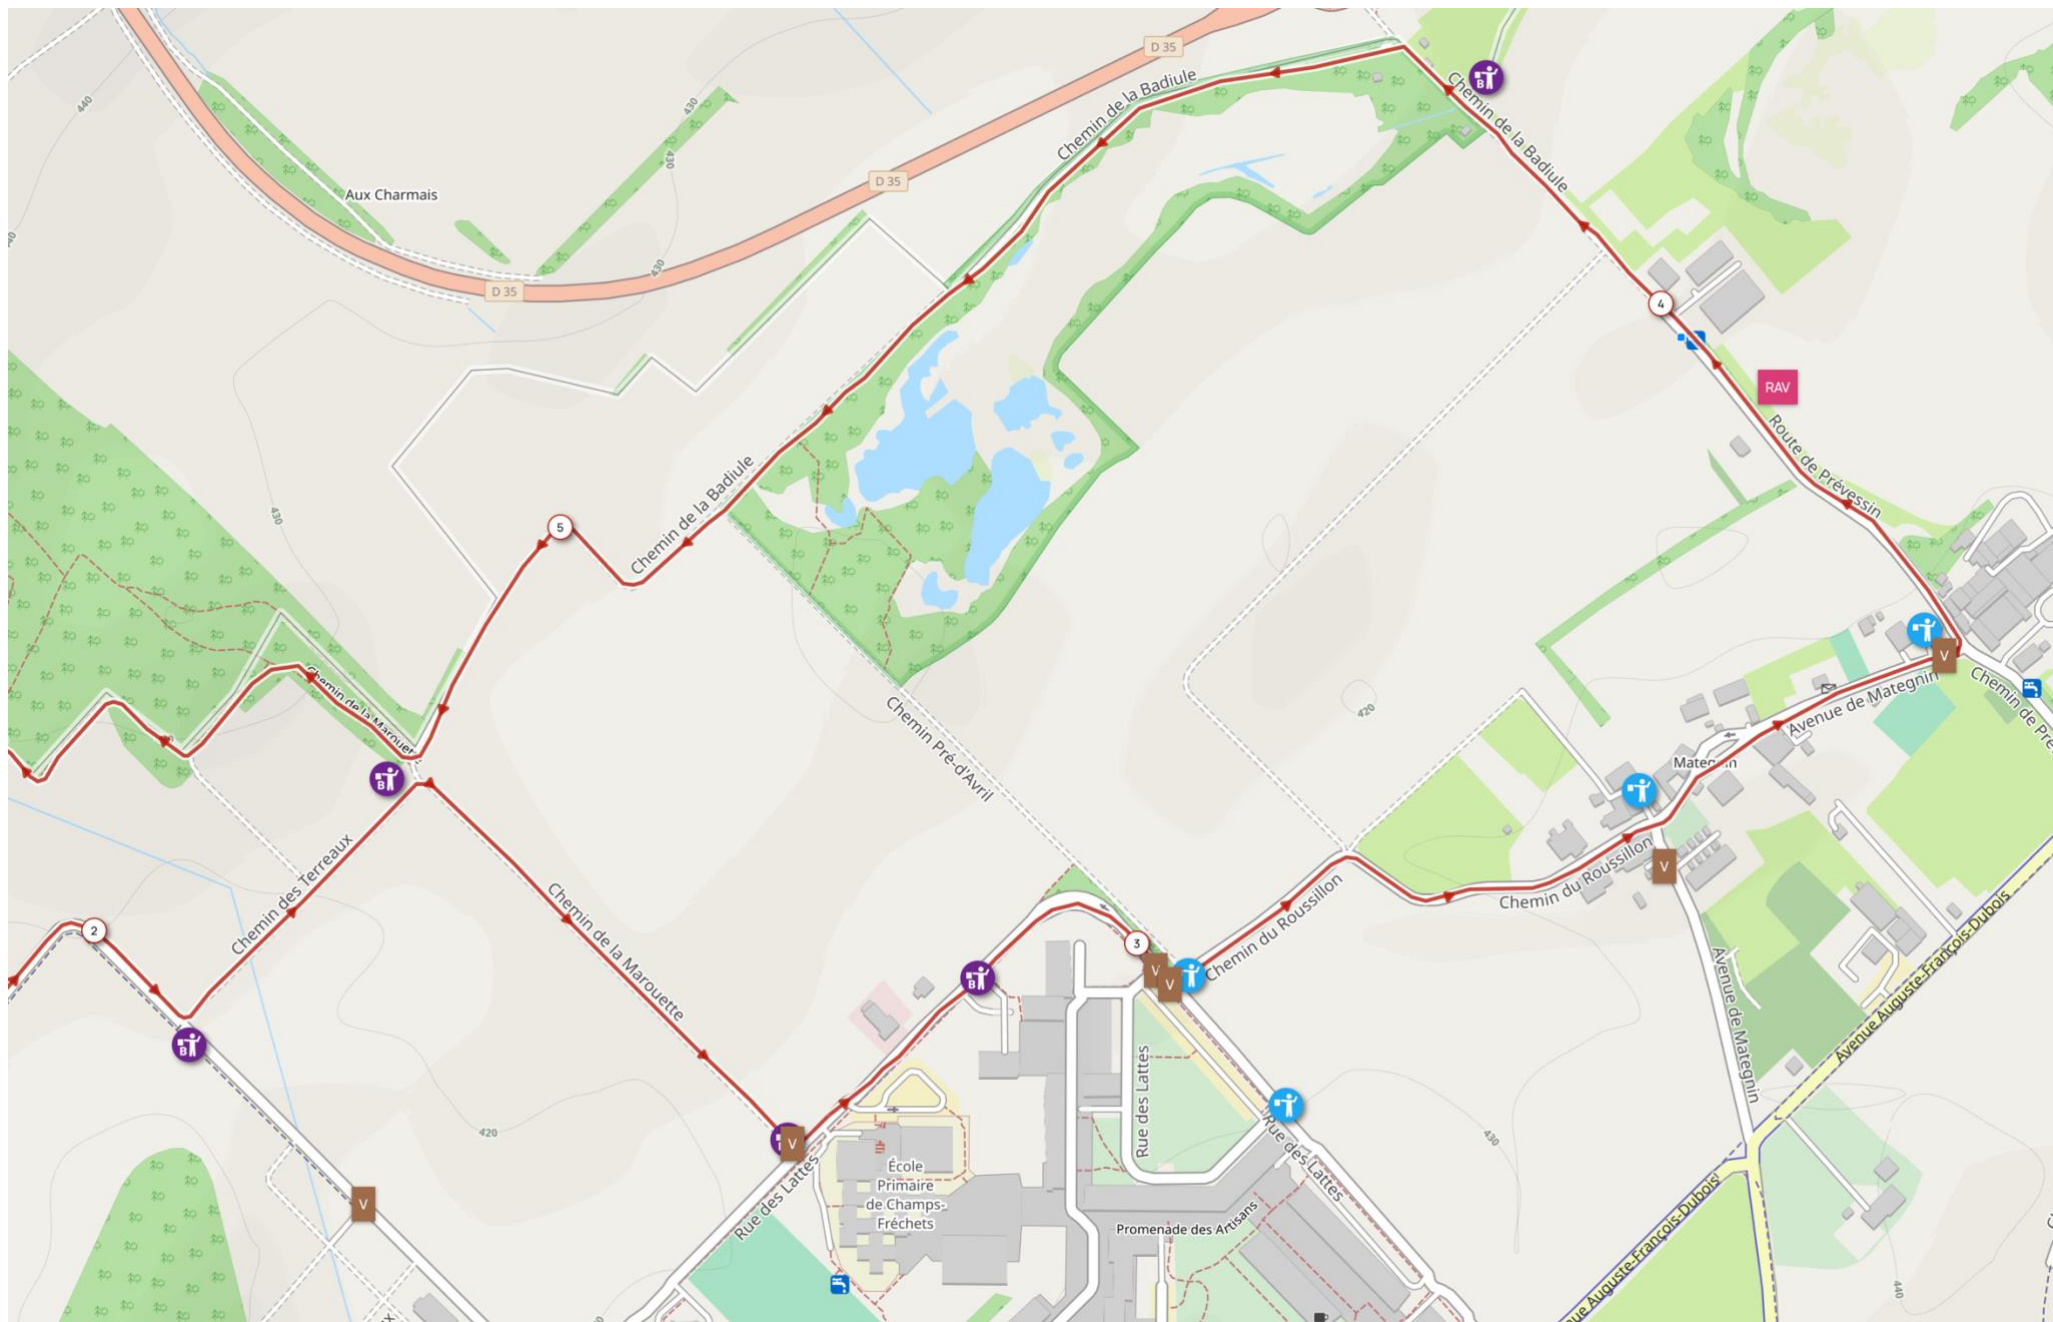 D 35
Chemin de la Badiule
B
Chemin de la Badiule
440
430
430
Aux Charmais
D 35
430
D 35
4
RAV
Route de Prévessin
Chemin de la Badiule
5
430
V
Chemin de la Marouett
Chemin Pré-d'Avril
420
Avenue de Mategnin
Chemin de Pré
B
Chemin des Terreaux
Chemin de la Marouette
2
3
V
V
B
Chemin du Roussillon
Chemin du Roussillon
V
Avenue de Mategnin
Avenue Auguste-François-Dubois
B
420
V
Rue des Lattes
École
Primaire
de Champs-
Fréchets
Rue des Lattes
Rue des Lattes
430
Promenade des Artisans
V
nue Auguste-François-Dubois
440